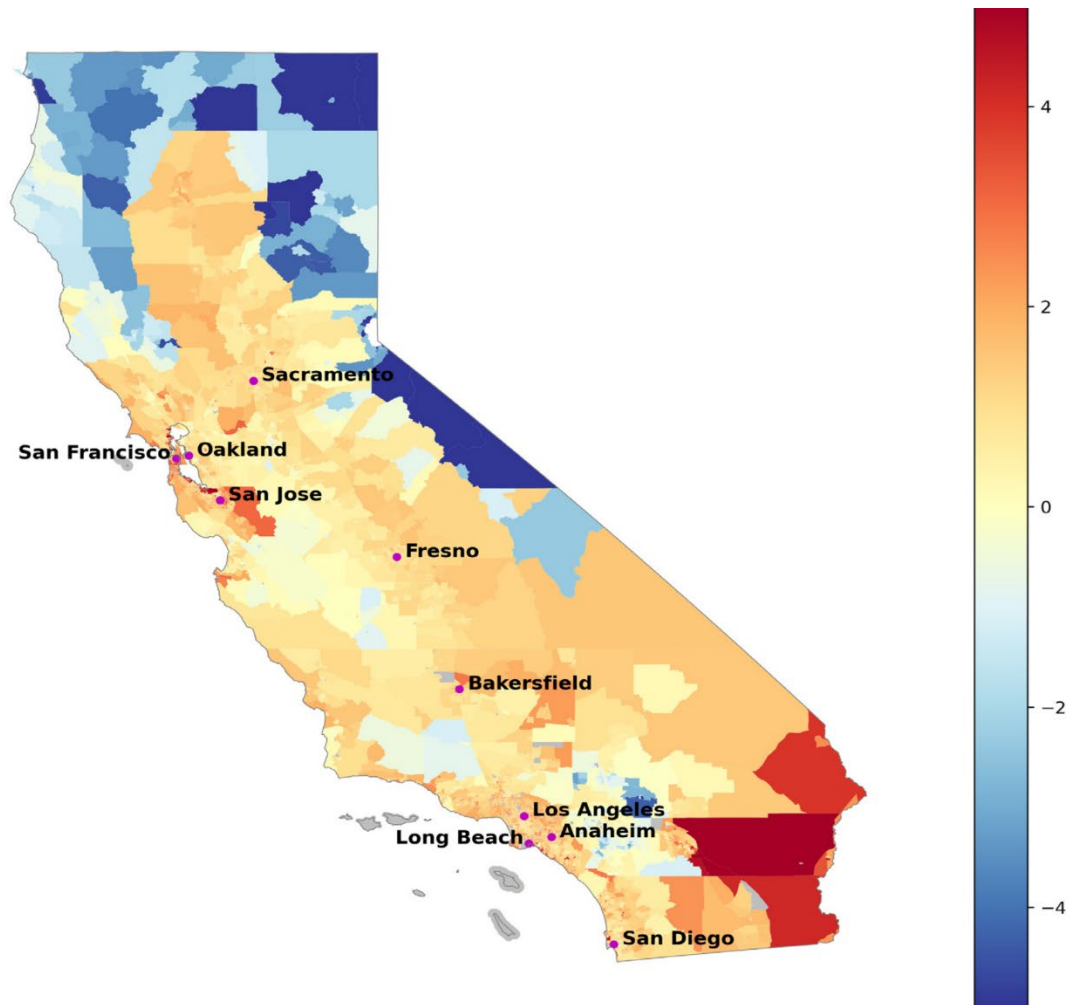 4
2
Sacramento
San Francisco
Oakland
San Jose
0
Fresno
Bakersfield
−2
Los Angeles
Long Beach
Anaheim
−4
San Diego